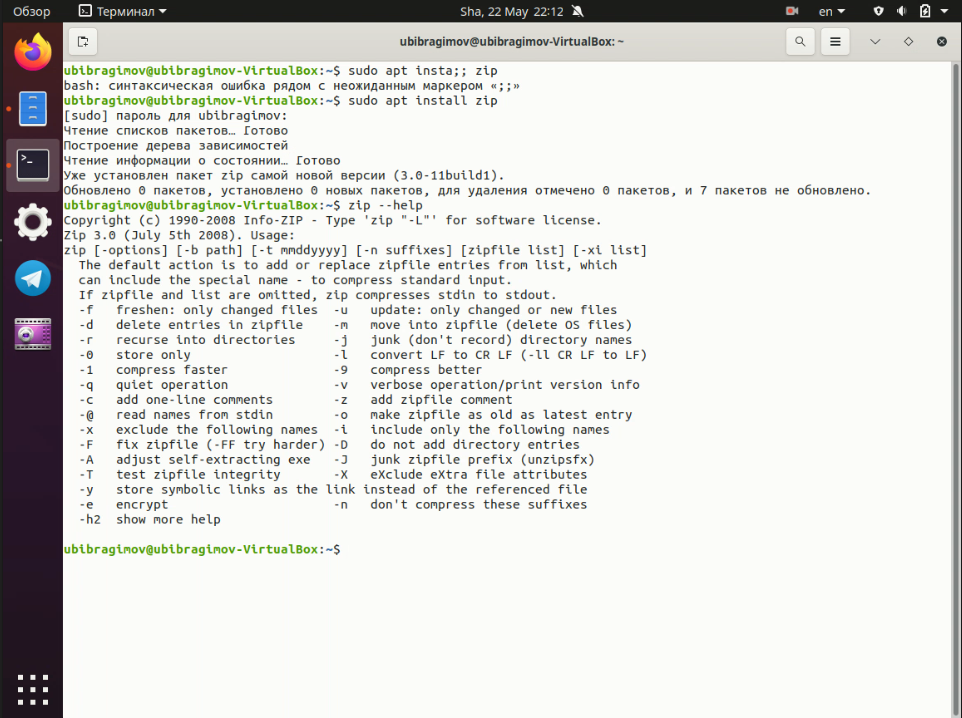 Обзор
Терминал
Sha, 22 May 22:12
en
ubibragimov@ubibragimov-VirtualBox: ~
ubibragimov@ubibragimov-VirtualBox:~$ sudo apt insta;; zip
bash: синтаксическая ошибка рядом с неожиданным маркером «;;»
ubibragimov@ubibragimov-VirtualBox:~$ sudo apt install zip
[sudo] пароль для ubibragimov:
Чтение списков пакетов… Готово
Построение дерева зависимостей
Чтение информации о состоянии… Готово
Уже установлен пакет zip самой новой версии (3.0-11build1).
Обновлено 0 пакетов, установлено 0 новых пакетов, для удаления отмечено 0 пакетов, и 7 пакетов не обновлено.
ubibragimov@ubibragimov-VirtualBox:~$ zip --help
Copyright (c) 1990-2008 Info-ZIP - Type 'zip "-L"' for software license.
Zip 3.0 (July 5th 2008). Usage:
zip [-options] [-b path] [-t mmddyyyy] [-n suffixes] [zipfile list] [-xi list]
  The default action is to add or replace zipfile entries from list, which
  can include the special name - to compress standard input.
  If zipfile and list are omitted, zip compresses stdin to stdout.
  -f   freshen: only changed files  -u   update: only changed or new files
  -d   delete entries in zipfile    -m   move into zipfile (delete OS files)
  -r   recurse into directories     -j   junk (don't record) directory names
  -0   store only                   -l   convert LF to CR LF (-ll CR LF to LF)
  -1   compress faster              -9   compress better
  -q   quiet operation              -v   verbose operation/print version info
  -c   add one-line comments        -z   add zipfile comment
  -@   read names from stdin        -o   make zipfile as old as latest entry
  -x   exclude the following names  -i   include only the following names
  -F   fix zipfile (-FF try harder) -D   do not add directory entries
  -A   adjust self-extracting exe   -J   junk zipfile prefix (unzipsfx)
  -T   test zipfile integrity       -X   eXclude eXtra file attributes
  -y   store symbolic links as the link instead of the referenced file
  -e   encrypt                      -n   don't compress these suffixes
  -h2  show more help
ubibragimov@ubibragimov-VirtualBox:~$